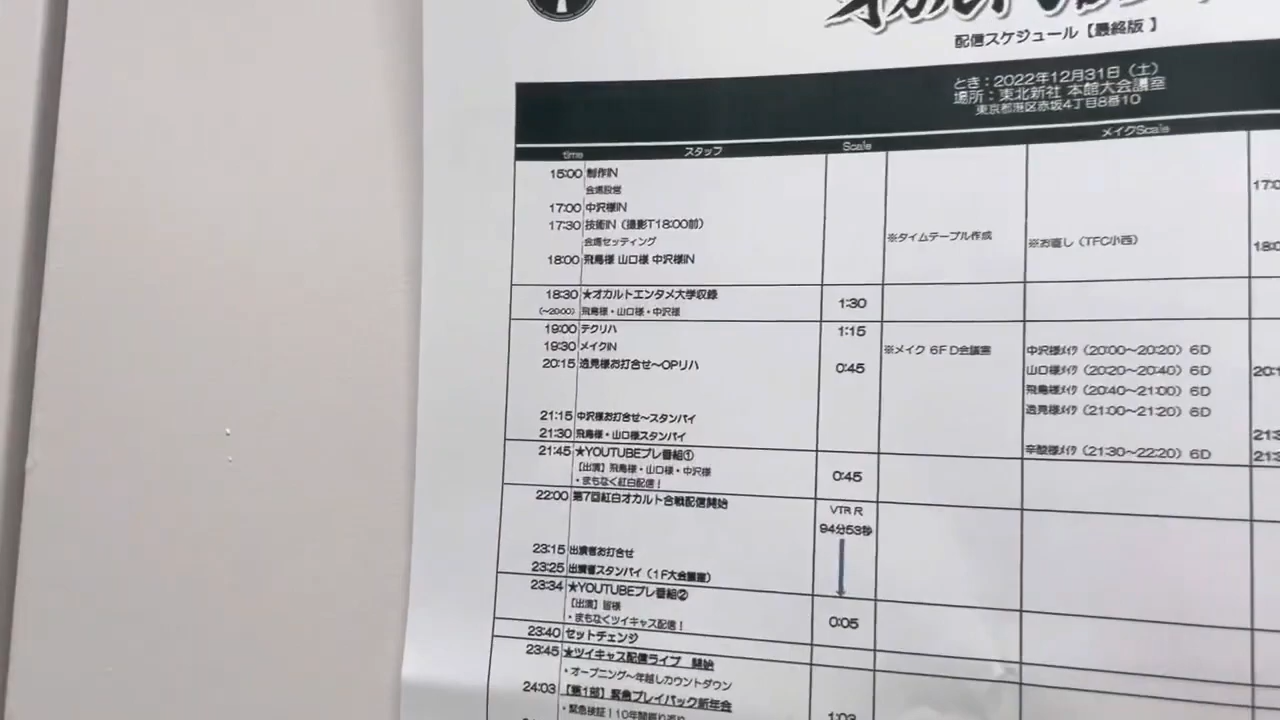 配信スケジュール【最終版】
とき：2022年12月31日（土）
場所：東北新社 本館大会議室
東京都港区赤坂4丁目8番10
time スタッフ Scale メイクScale
15:00 制作IN
会場設営
17:00 中沢様IN
17:30 技術IN（撮影T18:00前）
会場セッティング ※タイムテーブル作成 ※お直し（TFC小西）
18:00 飛鳥様 山口様 中沢様IN
18:30 ★オカルトエンタメ大学収録 1:30
（～20:00） 飛鳥様・山口様・中沢様
19:00 テクリハ 1:15
19:30 メイクIN ※メイク 6F D会議室 中沢様ﾒｲｸ（20:00～20:20）6D
20:15 逸見様お打合せ～OPリハ 0:45 山口様ﾒｲｸ（20:20～20:40）6D
飛鳥様ﾒｲｸ（20:40～21:00）6D
逸見様ﾒｲｸ（21:00～21:20）6D
21:15 中沢様お打合せ～スタンバイ
21:30 飛鳥様・山口様スタンバイ
辛酸様ﾒｲｸ（21:30～22:20）6D
21:45 ★YOUTUBEプレ番組①
【出演】飛鳥様・山口様・中沢様 0:45
・まもなく紅白配信！
22:00 第7回紅白オカルト合戦配信開始 VTR R
94分53秒
23:15 出演者お打合せ
23:25 出演者スタンバイ（1F大会議室）
23:34 ★YOUTUBEプレ番組②
【出演】皆様
・まもなくツイキャス配信！ 0:05
23:40 セットチェンジ
23:45 ★ツイキャス配信ライブ 開始
・オープニング～年越しカウントダウン
24:03 【第1部】緊急プレイバック新年会
・緊急検証！10年間振り返り 1:03